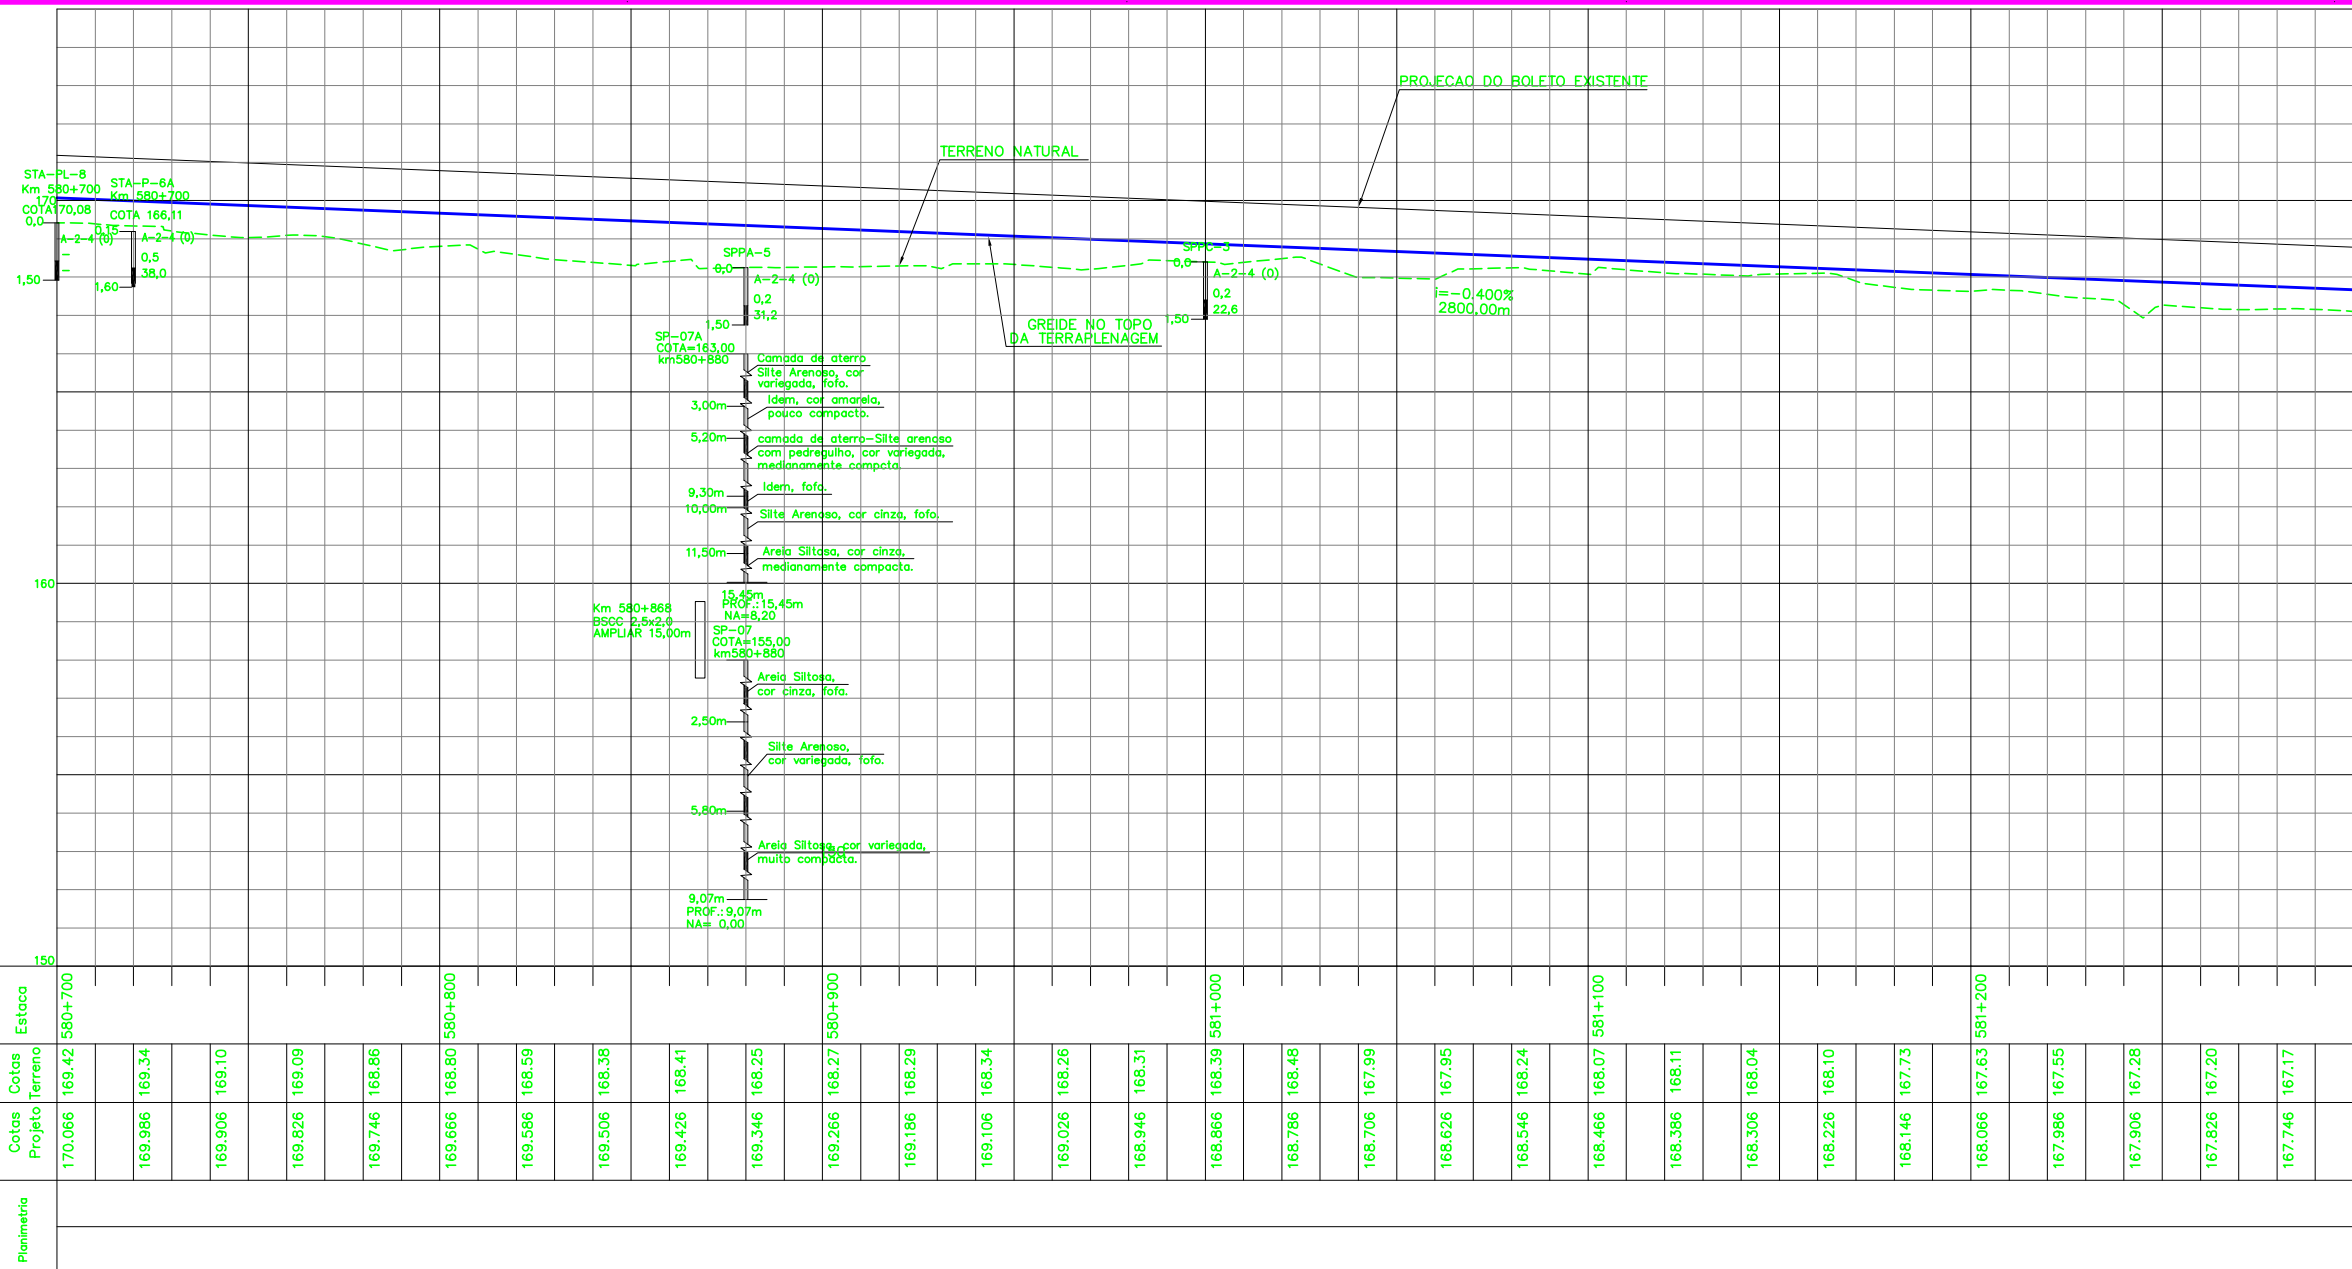 PROJECAO DO BOLETO EXISTENTE
TERRENO NATURAL
STA-PL-8
Km 580+700
170
COTA170,08
0,0
A-2-4 (0)
-
-
1,50
STA-P-6A
Km 580+700
COTA 166,11
0,15
A-2-4 (0)
0,5
38,0
1,60
SPPA-5
0,0
A-2-4 (0)
0,2
31,2
1,50
SPPC-3
0,0
A-2-4 (0)
0,2
22,6
1,50
i=-0.400%
2800,00m
GREIDE NO TOPO
DA TERRAPLENAGEM
SP-07A
COTA=163,00
km580+880
Camada de aterro
Silte Arenoso, cor
variegada, fofo.
3,00m
Idem, cor amarela,
pouco compacto.
5,20m
camada de aterro-Silte arenoso
com pedregulho, cor variegada,
medianamente compcta
9,30m
Idem, fofo.
10,00m
Silte Arenoso, cor cinza, fofo.
11,50m
Areia Siltosa, cor cinza,
medianamente compacta.
160
15,45m
PROF.:15,45m
NA=8,20
Km 580+868
BSCC 2,5x2,0
AMPLIAR 15,00m
SP-07
COTA=155,00
km580+880
Areia Siltosa,
cor cinza, fofa.
2,50m
Silte Arenoso,
cor variegada, fofo.
5,80m
Areia Siltosa, cor variegada,
muito compacta.
9,07m
PROF.:9,07m
NA= 0,00
150
Estaca
580+700
580+800
580+900
581+000
581+100
581+200
Cotas
Terreno
169.42
169.34
169.10
169.09
168.86
168.80
168.59
168.38
168.41
168.25
168.27
168.29
168.34
168.26
168.31
168.39
168.48
167.99
167.95
168.24
168.07
168.11
168.04
168.10
167.73
167.63
167.55
167.28
167.20
167.17
Cotas
Projeto
170.066
169.986
169.906
169.826
169.746
169.666
169.586
169.506
169.426
169.346
169.266
169.186
169.106
169.026
168.946
168.866
168.786
168.706
168.626
168.546
168.466
168.386
168.306
168.226
168.146
168.066
167.986
167.906
167.826
167.746
Planimetria